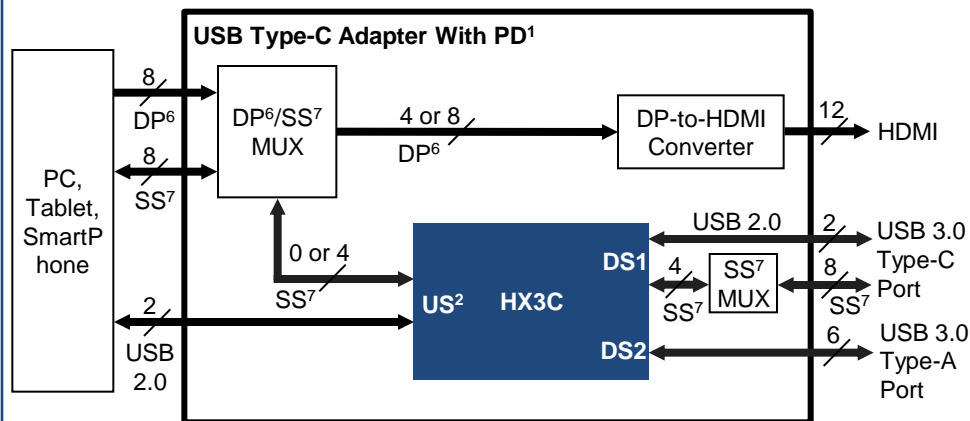 USB Type-C Adapter With PD1
PC,
Tablet,
SmartP
hone
8
DP6
8
SS7
DP6/SS7
MUX
4 or 8
DP6
DP-to-HDMI
Converter
12
HDMI
0 or 4
SS7
2
USB
2.0
US2
HX3C
DS1
DS2
USB 2.0
2
4
SS7
SS7
MUX
8
SS7
USB 3.0
Type-C
Port
6
USB 3.0
Type-A
Port